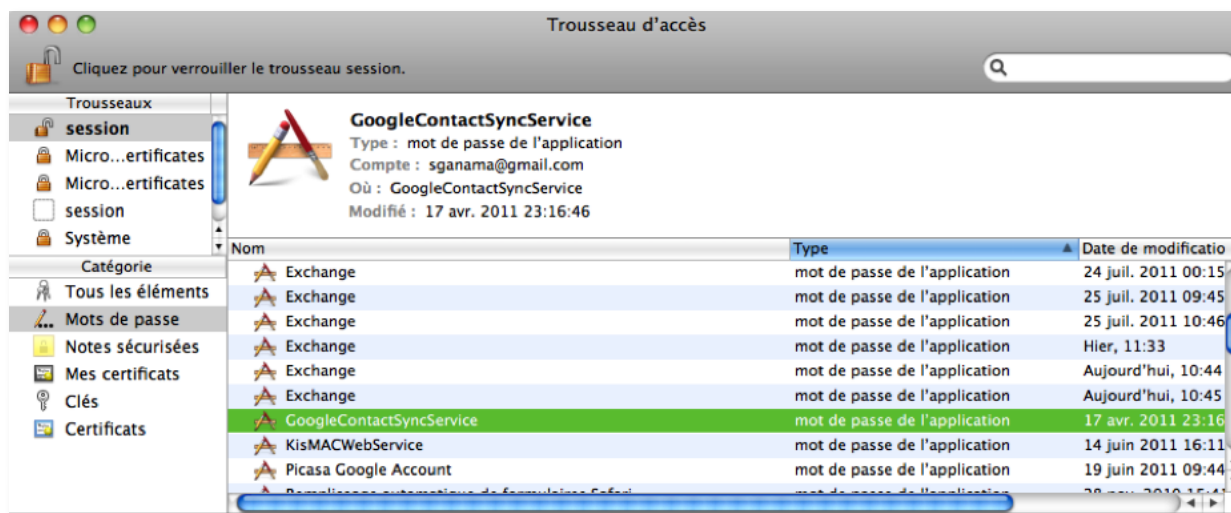 Trousseau d'accès
Cliquez pour verrouiller le trousseau session.
Trousseaux
session
Micro...ertificates
Micro...ertificates
session
Système
Catégorie
Tous les éléments
Mots de passe
Notes sécurisées
Mes certificats
Clés
Certificats
GoogleContactSyncService
Type : mot de passe de l'application
Compte : sganama@gmail.com
Où : GoogleContactSyncService
Modifié : 17 avr. 2011 23:16:46
Nom Type Date de modificatio
Exchange mot de passe de l'application 24 juil. 2011 00:15
Exchange mot de passe de l'application 25 juil. 2011 09:45
Exchange mot de passe de l'application 25 juil. 2011 10:46
Exchange mot de passe de l'application Hier, 11:33
Exchange mot de passe de l'application Aujourd'hui, 10:44
Exchange mot de passe de l'application Aujourd'hui, 10:45
GoogleContactSyncService mot de passe de l'application 17 avr. 2011 23:16
KisMACWebService mot de passe de l'application 14 juin 2011 16:11
Picasa Google Account mot de passe de l'application 19 juin 2011 09:44